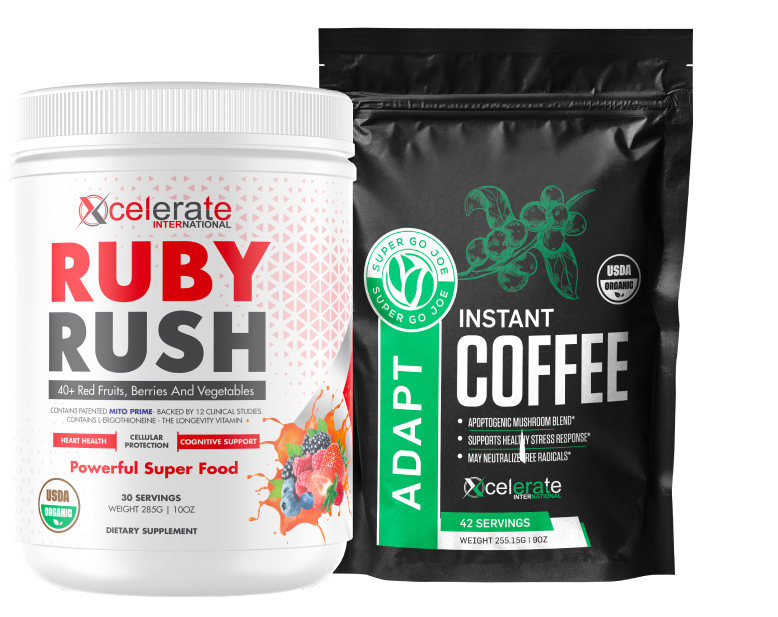 Xcelerate
INTERNATIONAL
RUBY
RUSH
40+ Red Fruits, Berries And Vegetables
CONTAINS PATENTED MITO PRIME - BACKED BY 12 CLINICAL STUDIES
CONTAINS L-ERGOTHIONENE - THE LONGEVITY VITAMIN
HEART HEALTH
CELLULAR
PROTECTION
COGNITIVE SUPPORT
Powerful Super Food
USDA
ORGANIC
30 SERVINGS
WEIGHT 285G | 10OZ
DIETARY SUPPLEMENT
SUPER GO JOE
SUPER GO JOE
USDA
ORGANIC
ADAPT
INSTANT
COFFEE
• APOPTOGENIC MUSHROOM BLEND*
• SUPPORTS HEALTHY STRESS RESPONSE*
• MAY NEUTRALIZE FREE RADICALS*
Xcelerate
INTERNATIONAL
42 SERVINGS
WEIGHT 255.15G | 9OZ